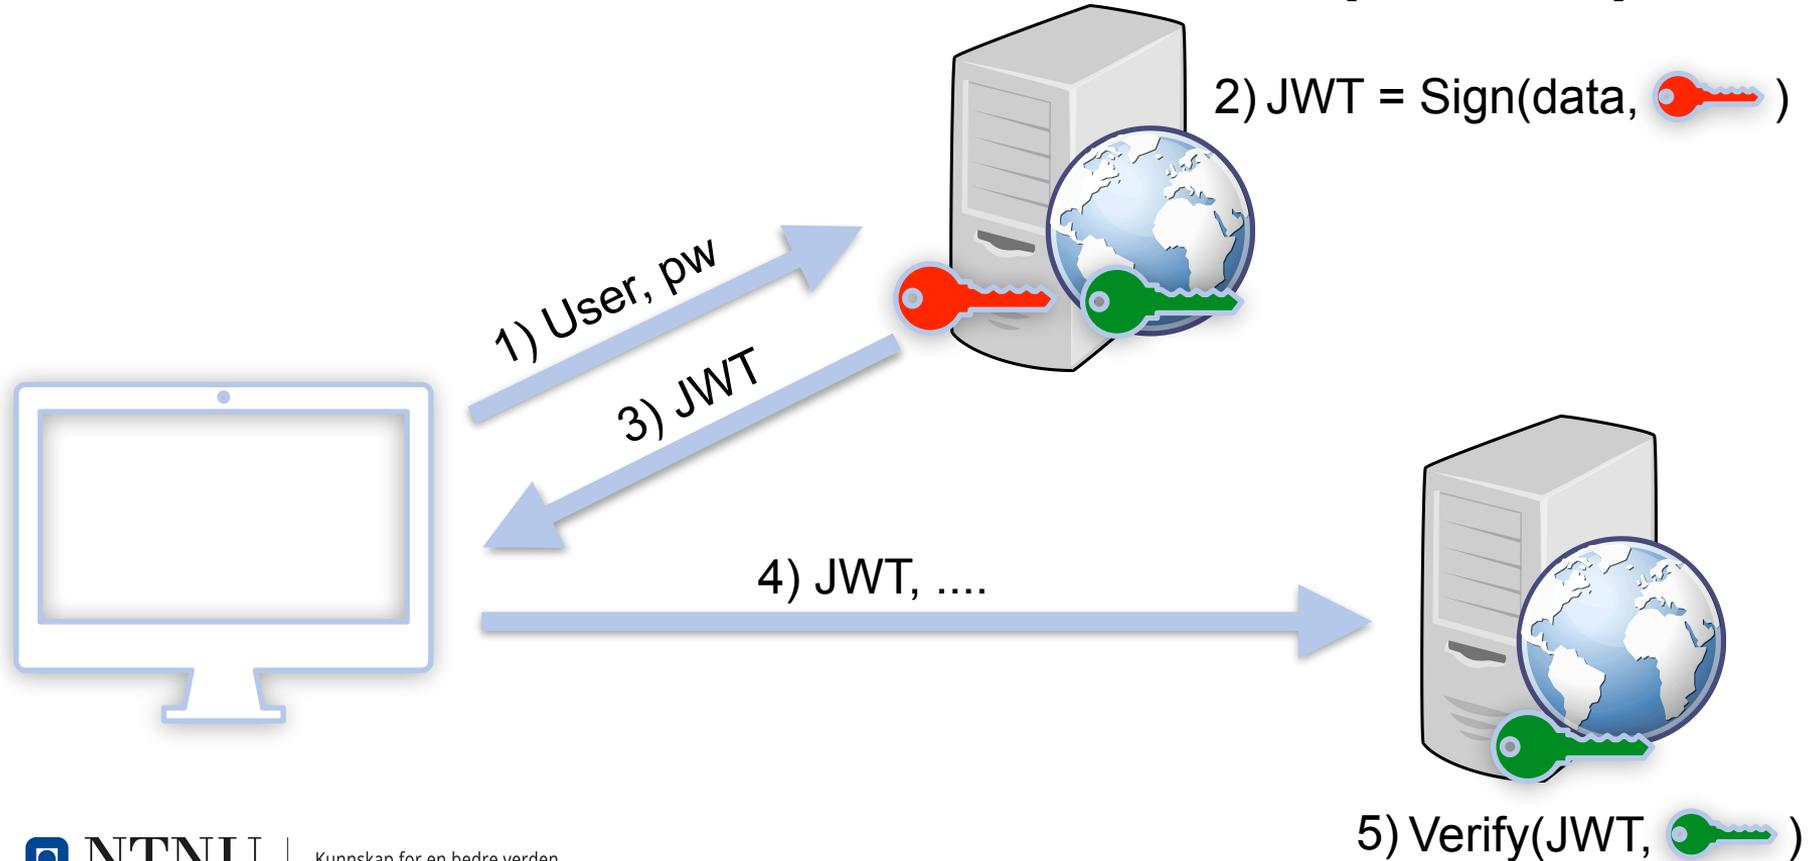 2) JWT = Sign(data, )
1) User, pw
3) JWT
4) JWT, ....
5) Verify(JWT, )
NTNU
Kunnskap for en bedre verden